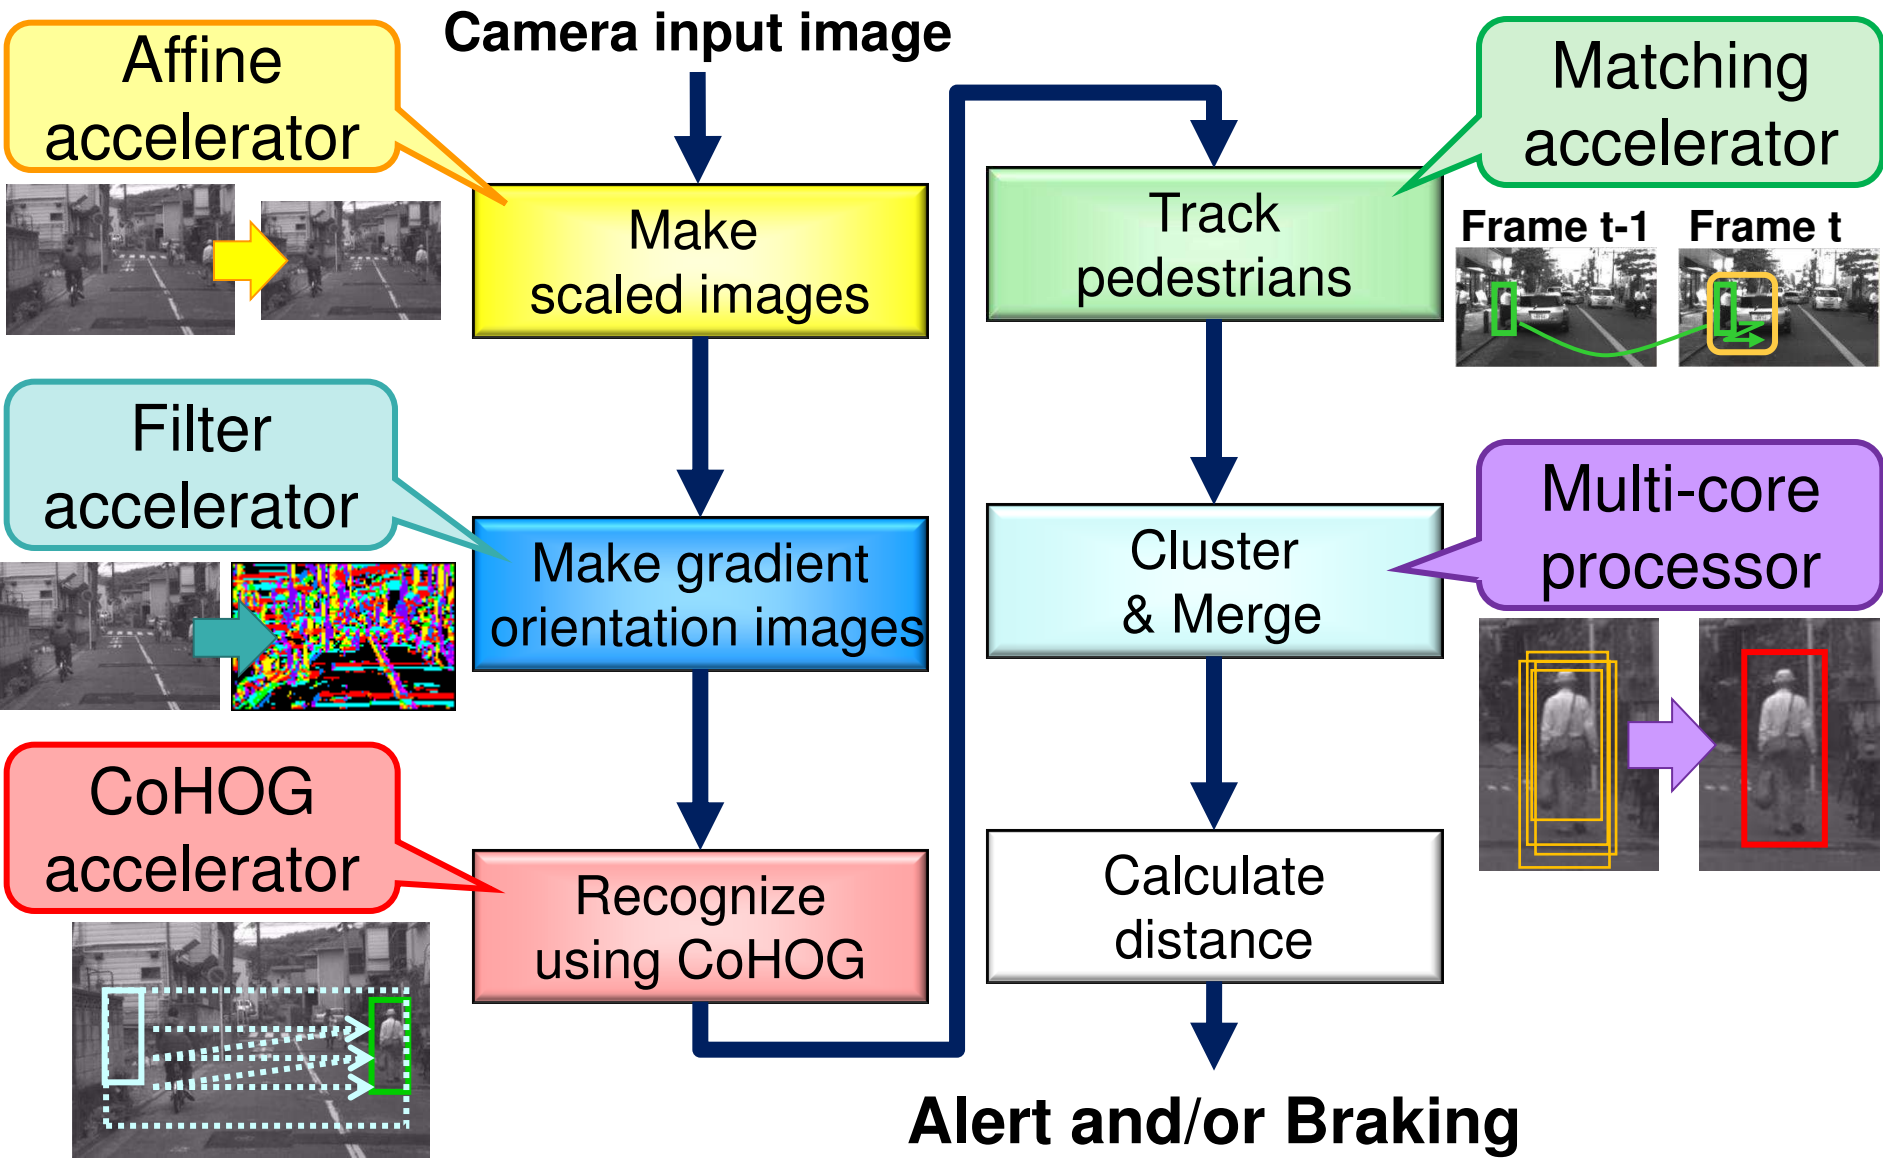 Camera input image
Affine
accelerator
Make
scaled images
Filter
accelerator
Make gradient
orientation images
CoHOG
accelerator
Recognize
using CoHOG
Matching
accelerator
Track
pedestrians
Frame t-1
Frame t
Multi-core
processor
Cluster
& Merge
Calculate
distance
Alert and/or Braking